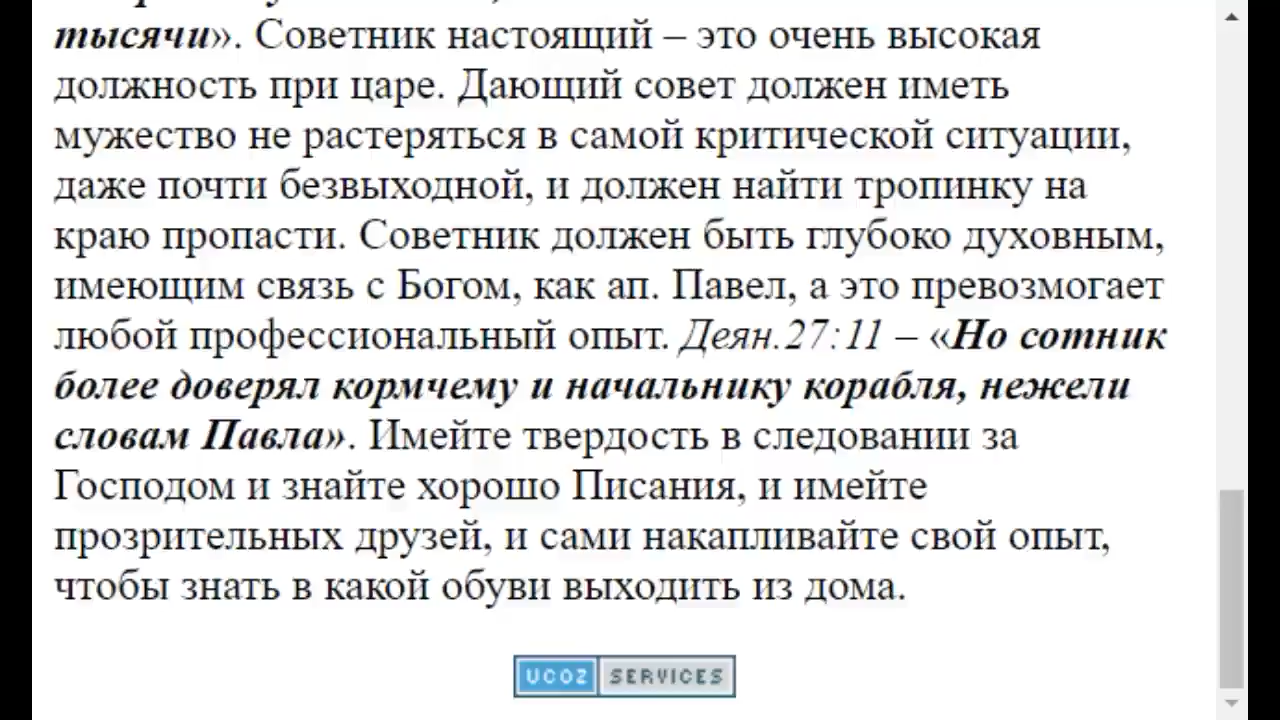 тысячи». Советник настоящий – это очень высокая
должность при царе. Дающий совет должен иметь
мужество не растеряться в самой критической ситуации,
даже почти безвыходной, и должен найти тропинку на
краю пропасти. Советник должен быть глубоко духовным,
имеющим связь с Богом, как ап. Павел, а это превозмогает
любой профессиональный опыт. Деян.27:11 – «Но сотник
более доверял кормчему и начальнику корабля, нежели
словам Павла». Имейте твердость в следовании за
Господом и знайте хорошо Писания, и имейте
прозрительных друзей, и сами накапливайте свой опыт,
чтобы знать в какой обуви выходить из дома.
UCOZ SERVICES